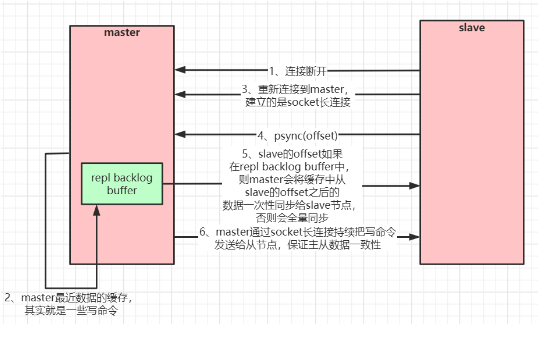 master
slave
1、连接断开
3、重新连接到master，
建立的是socket长连接
4、psync(offset)
5、slave的offset如果
在repl backlog buffer中，
则master会将缓存中从
slave的offset之后的
数据一次性同步给slave节点，
否则会全量同步
repl backlog
buffer
6、master通过socket长连接持续把写命令
发送给从节点，保证主从数据一致性
2、master最近数据的缓存，
其实就是一些写命令